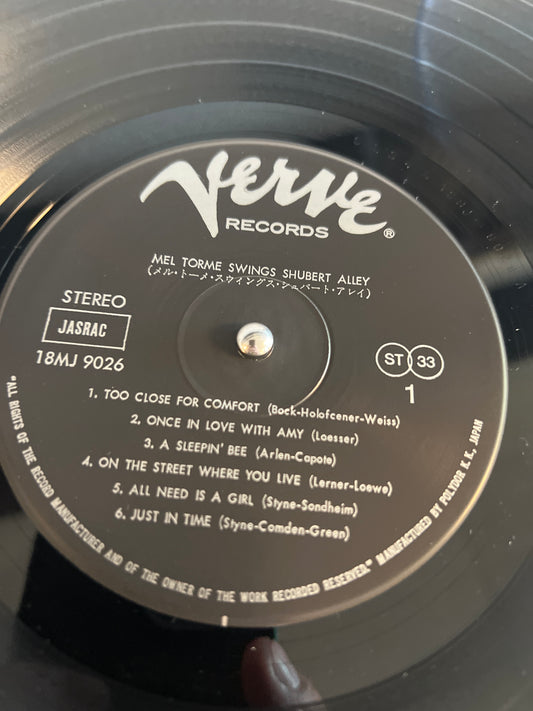 Verve®
RECORDS
MEL TORME SWINGS SHUBERT ALLEY
(メル・トーメ・スウィングス・シュバート・アレイ)
STEREO
JASRAC
18MJ 9026
ST 33
1
1. TOO CLOSE FOR COMFORT (Bock-Holofcener-Weiss)
2. ONCE IN LOVE WITH AMY (Loesser)
3. A SLEEPIN' BEE (Arlen-Capote)
4. ON THE STREET WHERE YOU LIVE (Lerner-Loewe)
5. ALL NEED IS A GIRL (Styne-Sondheim)
6. JUST IN TIME (Styne-Comden-Green)
"ALL RIGHTS OF THE RECORD MANUFACTURER AND OF THE OWNER OF THE WORK RECORDED RESERVED." MANUFACTURED BY POLYDOR K.K., JAPAN